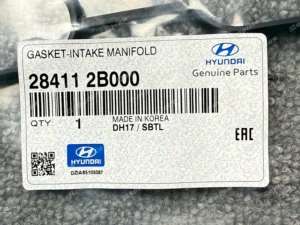 GASKET-INTAKE MANIFOLD
28411 2B000
HYUNDAI
Genuine Parts
QTY: 1
MADE IN KOREA
DH17 / SBTL
EAC
HYUNDAI